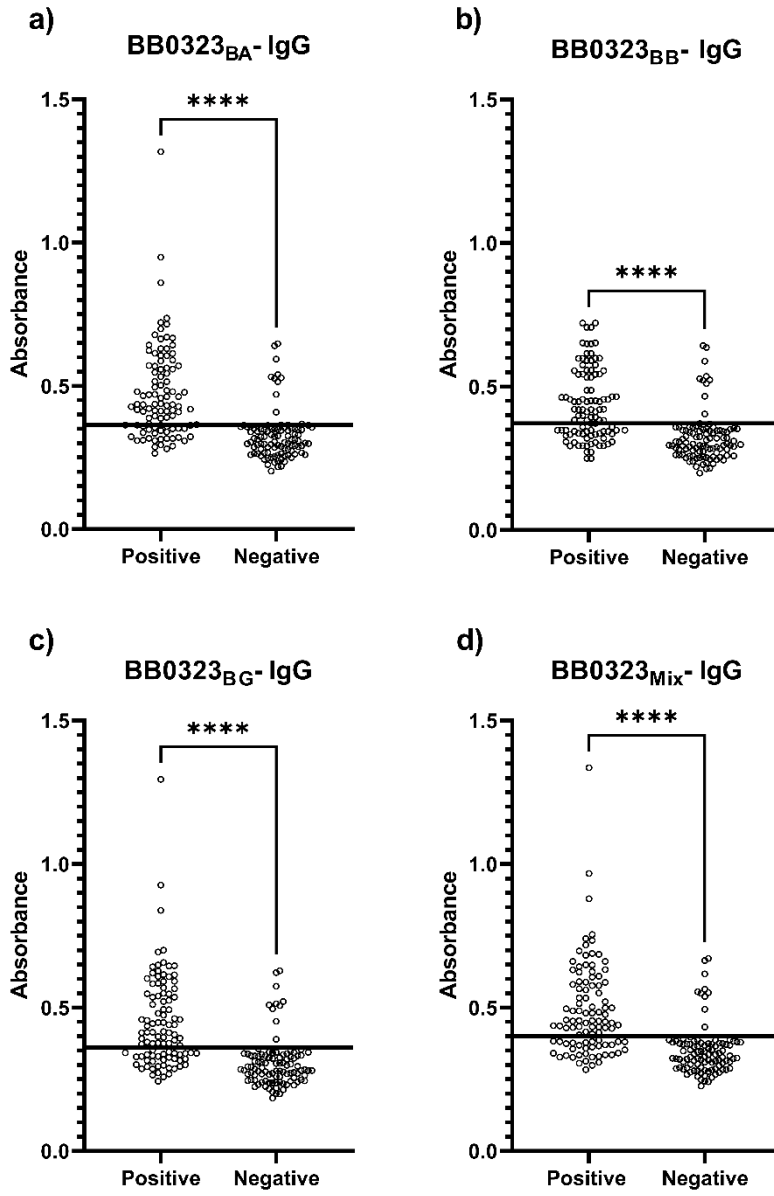 a)
BB0323BA- IgG
1.5
1.0
0.5
0.0
Absorbance
****
Positive Negative
b)
BB0323BB- IgG
1.5
1.0
0.5
0.0
Absorbance
****
Positive Negative
c)
BB0323BG- IgG
1.5
1.0
0.5
0.0
Absorbance
****
Positive Negative
d)
BB0323Mix- IgG
1.5
1.0
0.5
0.0
Absorbance
****
Positive Negative